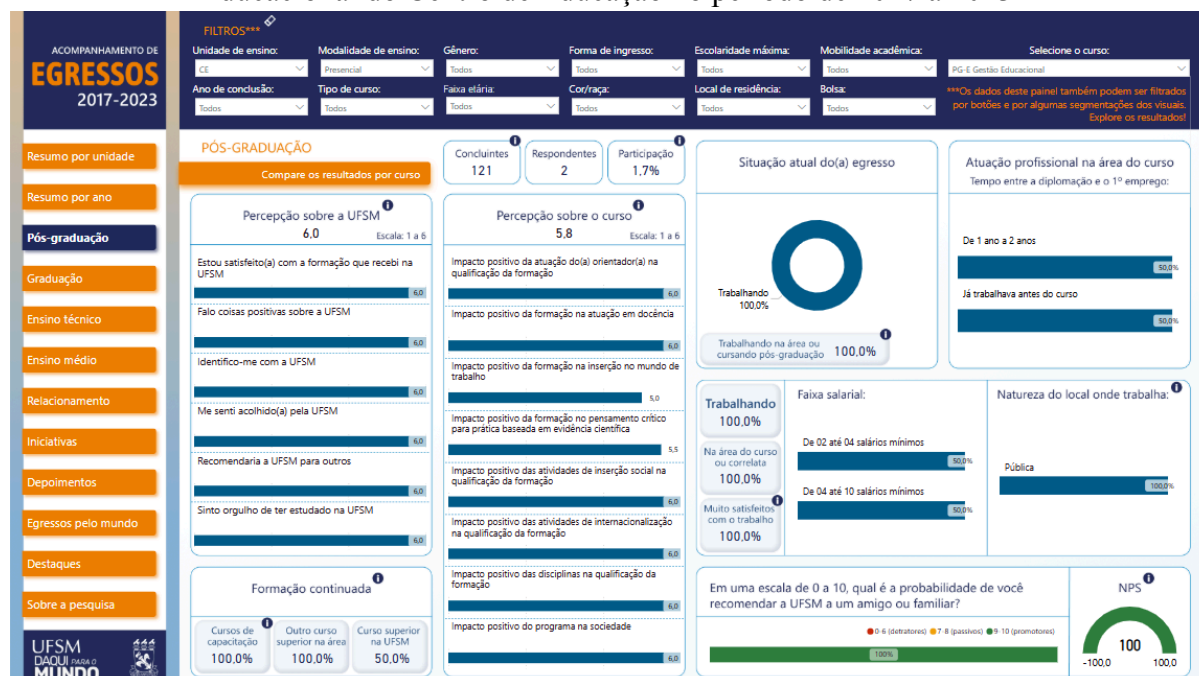 FILTROS***
ACOMPANHAMENTO DE
EGRESSOS
2017-2023
Unidade de ensino:
CE
Modalidade de ensino:
Presencial
Gênero:
Todos
Forma de ingresso:
Todos
Escolaridade máxima:
Todos
Mobilidade acadêmica:
Todos
Selecione o curso:
PG-E Gestão Educacional
Ano de conclusão:
Todos
Tipo de curso:
Todos
Faixa etária:
Todos
Cor/raça:
Todos
Local de residência:
Todos
Bolsa:
Todos
***Os dados deste painel também podem ser filtrados
por botões e por algumas segmentações dos visuais.
Explore os resultados!
Resumo por unidade
Resumo por ano
Pós-graduação
Graduação
Ensino técnico
Ensino médio
Relacionamento
Iniciativas
Depoimentos
Egressos pelo mundo
Destaques
Sobre a pesquisa
UFSM
DAQUI PARA O
MUNDO
PÓS-GRADUAÇÃO
Compare os resultados por curso
Concluintes
121
Respondentes
2
Participação
1,7%
Percepção sobre a UFSM
6,0
Escala: 1 a 6
Estou satisfeito(a) com a formação que recebi na
UFSM
6,0
Falo coisas positivas sobre a UFSM
6,0
Identifico-me com a UFSM
6,0
Me senti acolhido(a) pela UFSM
6,0
Recomendaria a UFSM para outros
6,0
Sinto orgulho de ter estudado na UFSM
6,0
Formação continuada
Cursos de
capacitação
100,0%
Outro curso
superior na área
100,0%
Curso superior
na UFSM
50,0%
Percepção sobre o curso
5,8
Escala: 1 a 6
Impacto positivo da atuação do(a) orientador(a) na
qualificação da formação
6,0
Impacto positivo da formação na atuação em docência
6,0
Impacto positivo da formação na inserção no mundo de
trabalho
5,0
Impacto positivo da formação no pensamento crítico
para prática baseada em evidência científica
5,5
Impacto positivo das atividades de inserção social na
qualificação da formação
6,0
Impacto positivo das atividades de internacionalização
na qualificação da formação
6,0
Impacto positivo das disciplinas na qualificação da
formação
6,0
Impacto positivo do programa na sociedade
6,0
Situação atual do(a) egresso
Trabalhando
100,0%
Trabalhando na área ou
cursando pós-graduação
100,0%
Atuação profissional na área do curso
Tempo entre a diplomação e o 1º emprego:
De 1 ano a 2 anos
50,0%
Já trabalhava antes do curso
50,0%
Trabalhando
100,0%
Na área do curso
ou correlata
100,0%
Muito satisfeitos
com o trabalho
100,0%
Faixa salarial:
De 02 até 04 salários mínimos
50,0%
De 04 até 10 salários mínimos
50,0%
Natureza do local onde trabalha:
Pública
100,0%
Em uma escala de 0 a 10, qual é a probabilidade de você
recomendar a UFSM a um amigo ou familiar?
0-6 (detratores) 7-8 (passivos) 9-10 (promotores)
100%
NPS
100
-100,0
100,0